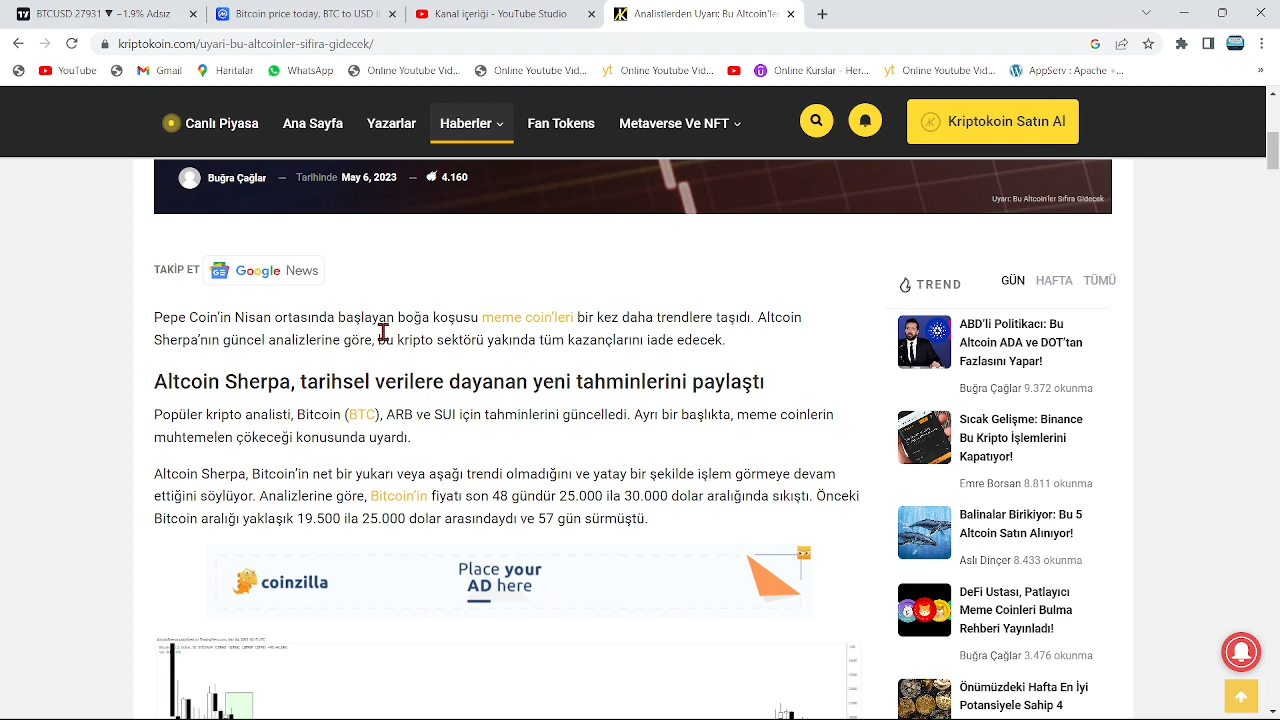 BTCUSD 27931 ▼ -1.9% Adsız
Bitcoin price today, BTC to USD li
Kanal içeriği - YouTube Studio
Analistlerden Uyarı: Bu Altcoin'ler
kriptokoin.com/uyari-bu-altcoinler-sifira-gidecek/
YouTube
Gmail
Haritalar
WhatsApp
Online Youtube Vid...
Online Youtube Vid...
Online Youtube Vid...
Online Kurslar - Her...
Online Youtube Vid...
AppServ : Apache +...
»
Canlı Piyasa
Ana Sayfa
Yazarlar
Haberler
Fan Tokens
Metaverse Ve NFT
Kriptokoin Satın Al
Buğra Çağlar — Tarihinde May 6, 2023 — 4.160
Uyarı: Bu Altcoin'ler Sıfıra Gidecek
TAKİP ET Google News
Pepe Coin'in Nisan ortasında başlayan boğa koşusu meme coin'leri bir kez daha trendlere taşıdı. Altcoin
Sherpa'nın güncel analizlerine göre, bu kripto sektörü yakında tüm kazançlarını iade edecek.
Altcoin Sherpa, tarihsel verilere dayanan yeni tahminlerini paylaştı
Popüler kripto analisti, Bitcoin (BTC), ARB ve SUI için tahminlerini güncelledi. Ayrı bir başlıkta, meme coinlerin
muhtemelen çökeceği konusunda uyardı.
Altcoin Sherpa, Bitcoin'in net bir yukarı veya aşağı trendi olmadığını ve yatay bir şekilde işlem görmeye devam
ettiğini söylüyor. Analizlerine göre, Bitcoin'in fiyatı son 48 gündür 25.000 ila 30.000 dolar aralığında sıkıştı. Önceki
Bitcoin aralığı yaklaşık 19.500 ila 25.000 dolar arasındaydı ve 57 gün sürmüştü.
coinzilla
Place your
AD here
TREND
GÜN HAFTA TÜMÜ
ABD'li Politikacı: Bu
Altcoin ADA ve DOT'tan
Fazlasını Yapar!
Buğra Çağlar 9.372 okunma
Sıcak Gelişme: Binance
Bu Kripto İşlemlerini
Kapatıyor!
Emre Borsan 8.811 okunma
Balinalar Birikiyor: Bu 5
Altcoin Satın Alınıyor!
Aslı Dinçer 8.433 okunma
DeFi Ustası, Patlayıcı
Meme Coinleri Bulma
Rehberi Yayınladı!
Buğra Çağlar 3.476 okunma
Önümüzdeki Hafta En İyi
Potansiyele Sahip 4